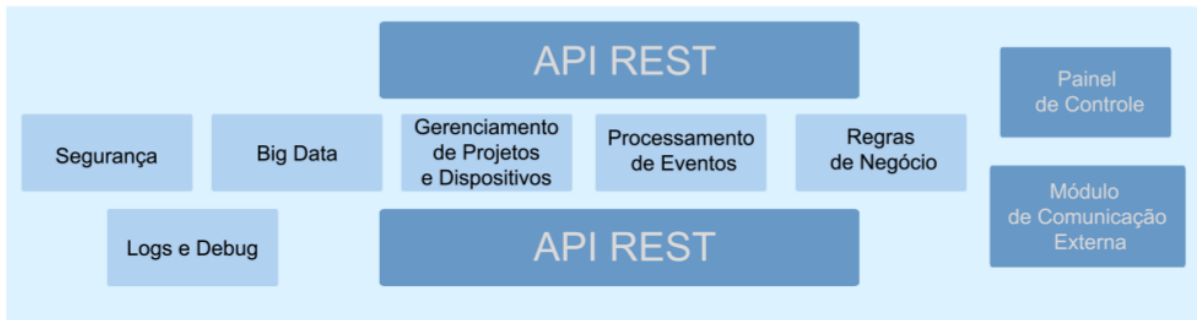 API REST
Painel
de Controle
Segurança
Big Data
Gerenciamento
de Projetos
e Dispositivos
Processamento
de Eventos
Regras
de Negócio
Módulo
de Comunicação
Externa
Logs e Debug
API REST